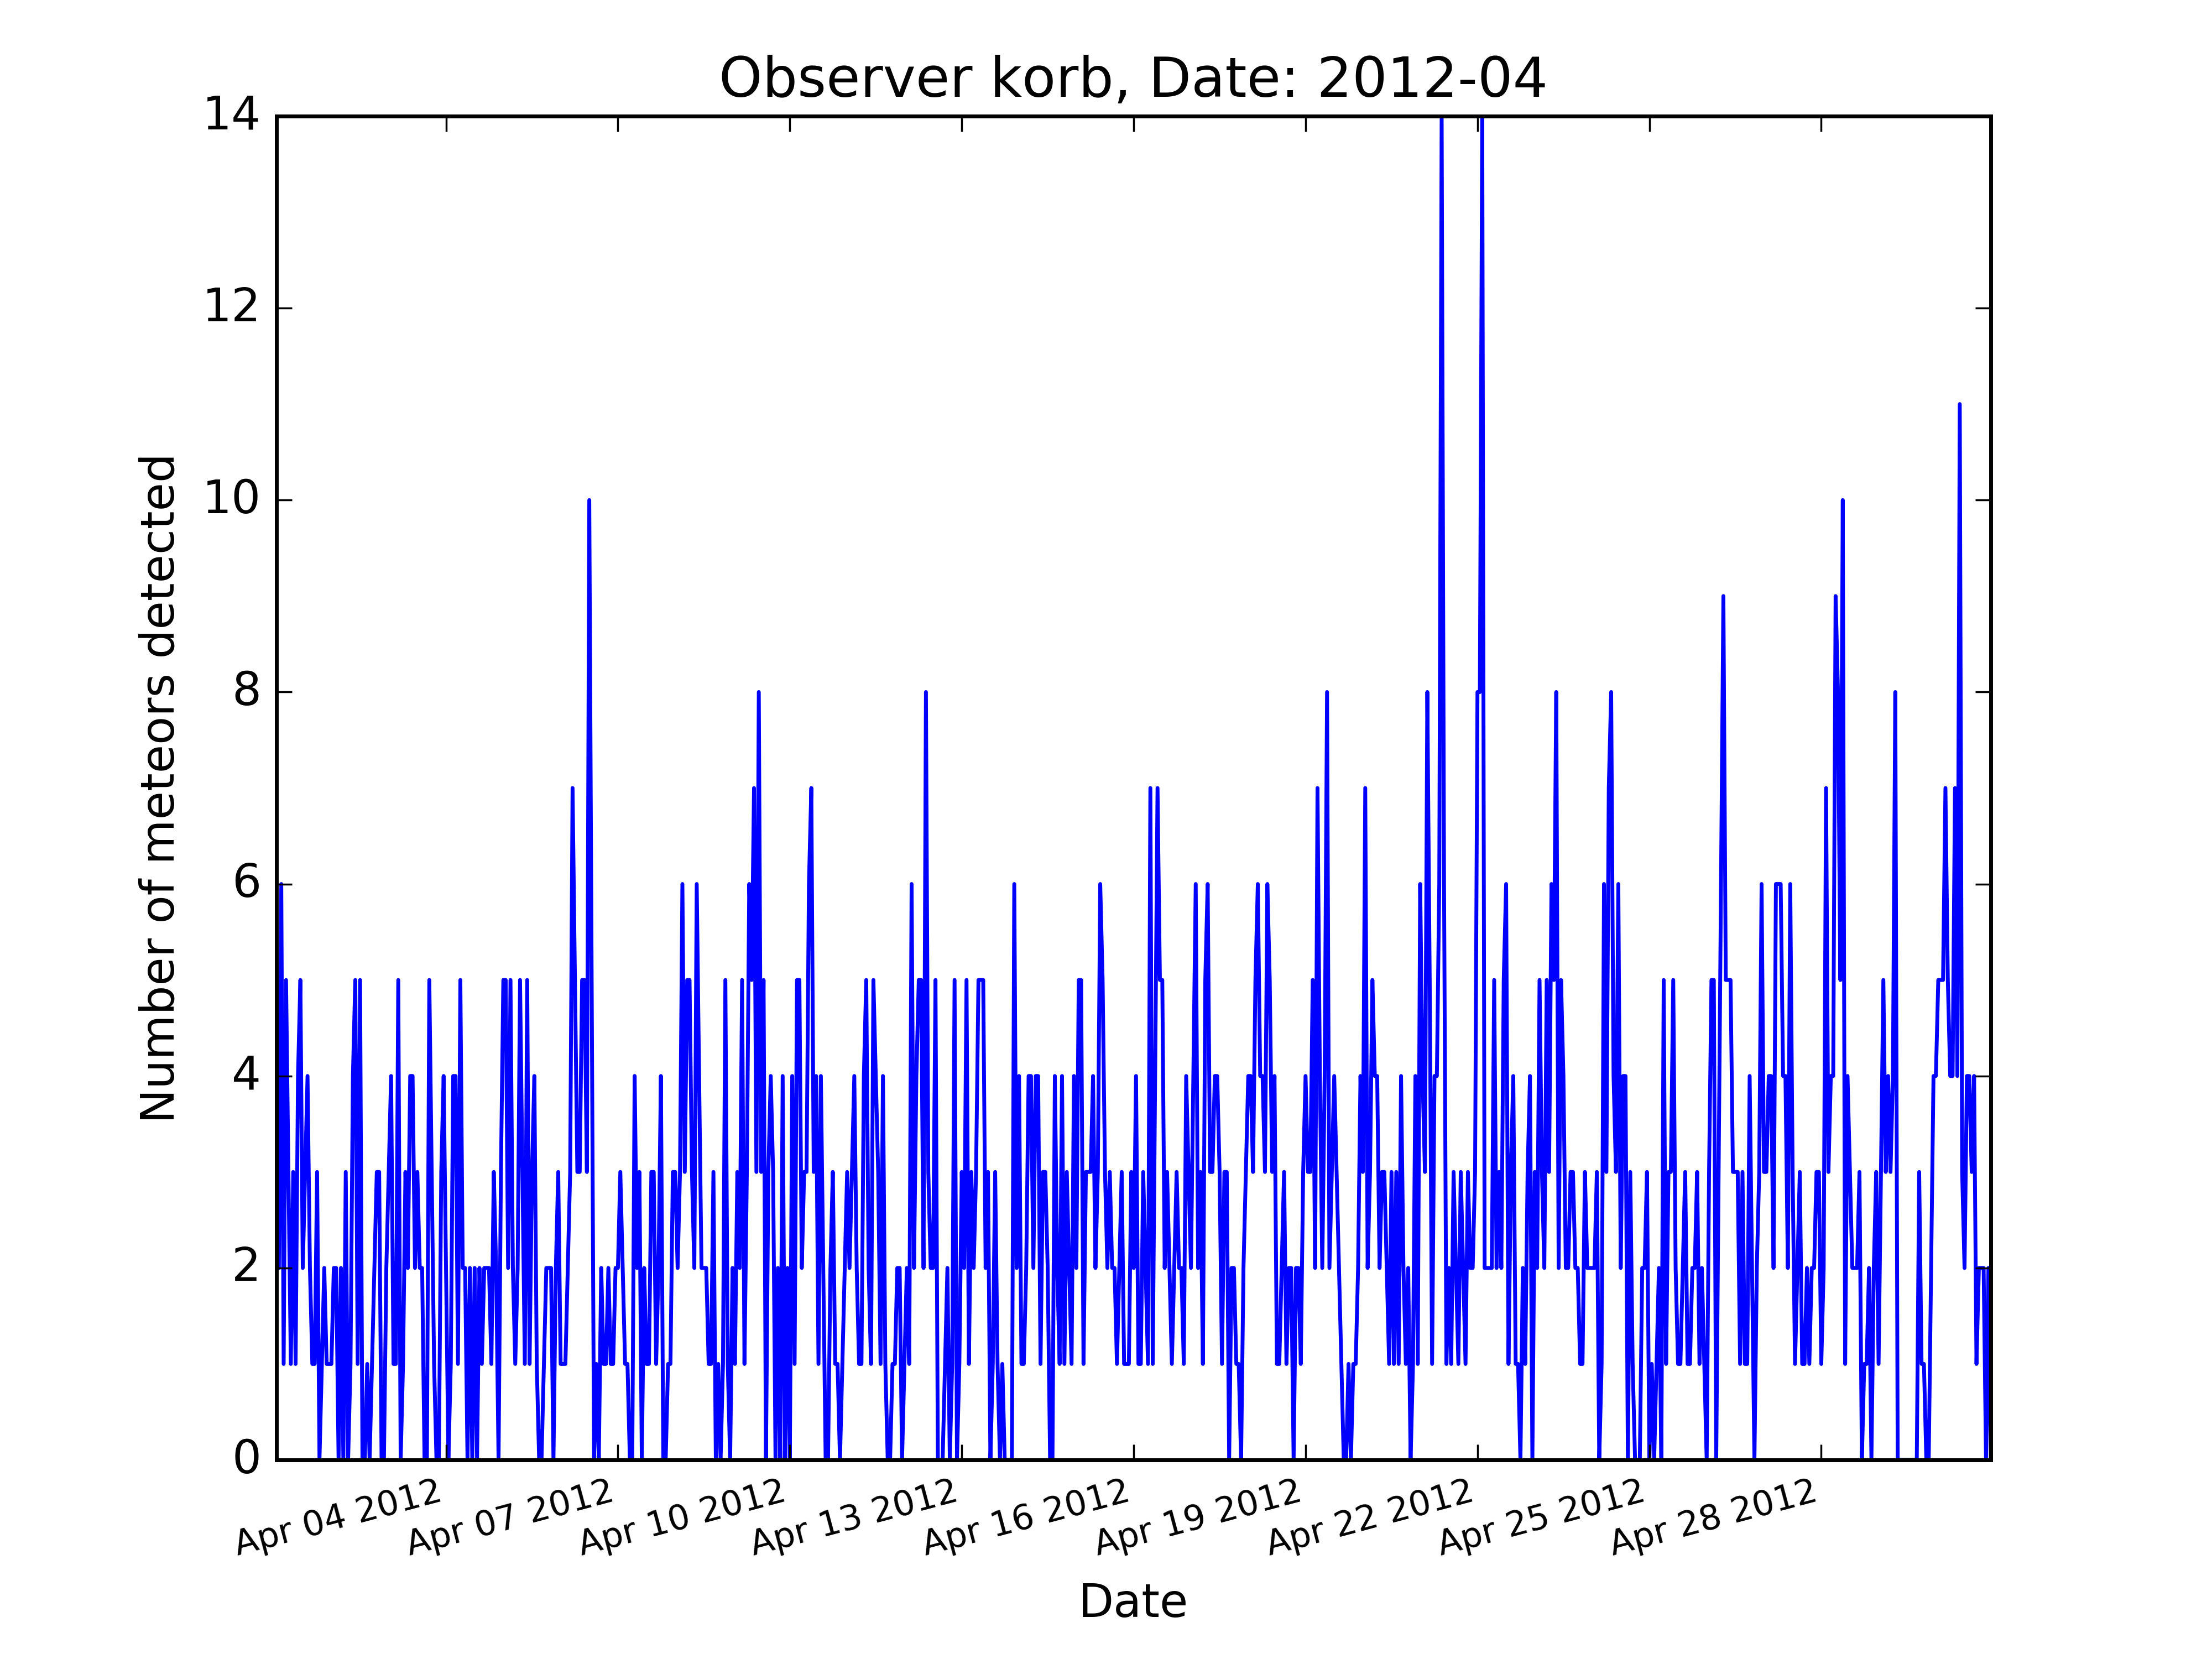 Observer korb, Date: 2012-04
14
12
10
8
6
4
2
0
Number of meteors detected
Apr 04 2012
Apr 07 2012
Apr 10 2012
Apr 13 2012
Apr 16 2012
Apr 19 2012
Apr 22 2012
Apr 25 2012
Apr 28 2012
Date